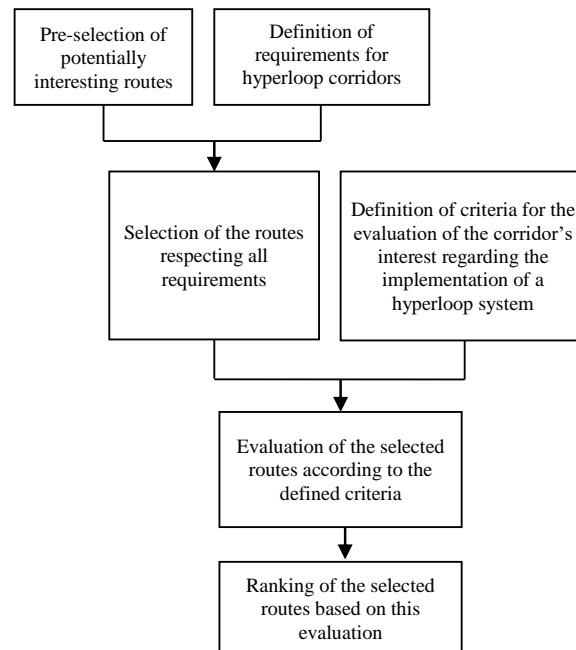 Pre-selection of
potentially
interesting routes
Definition of
requirements for
hyperloop corridors
Selection of the routes
respecting all
requirements
Definition of criteria for the
evaluation of the corridor's
interest regarding the
implementation of a
hyperloop system
Evaluation of the selected
routes according to the
defined criteria
Ranking of the selected
routes based on this
evaluation